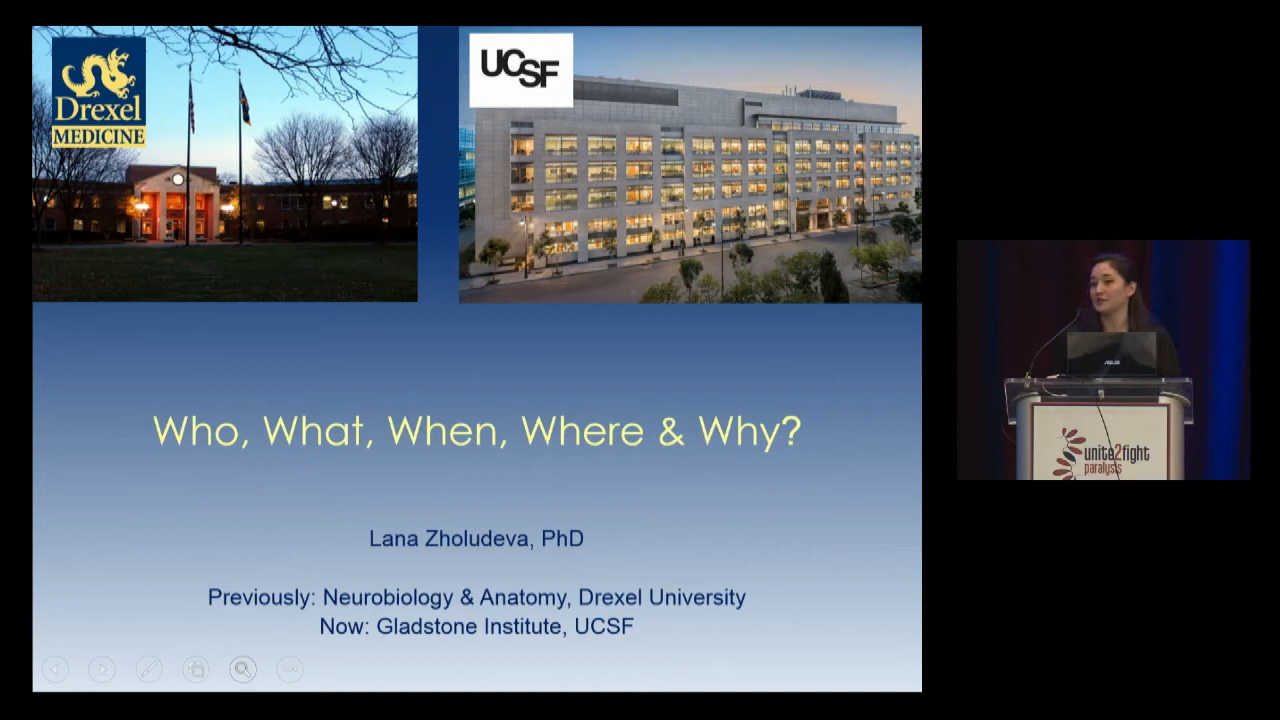 Drexel
MEDICINE
UCSF
Who, What, When, Where & Why?
Lana Zholudeva, PhD
Previously: Neurobiology & Anatomy, Drexel University
Now: Gladstone Institute, UCSF
ASUS
unite2fight
paralysis